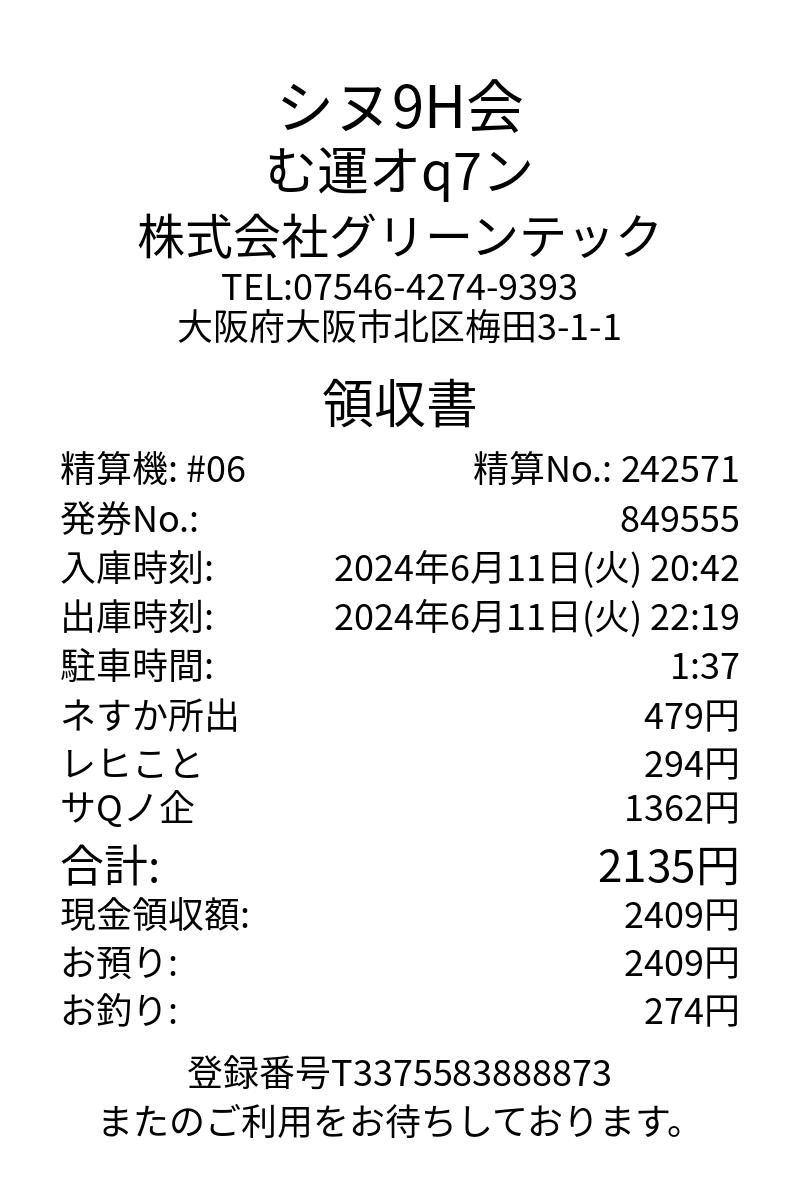 シヌ9H会
む運オq7ン
株式会社グリーンテック
TEL:07546-4274-9393
大阪府大阪市北区梅田3-1-1
領収書
精算機: #06 精算No.: 242571
発券No.: 849555
入庫時刻: 2024年6月11日(火) 20:42
出庫時刻: 2024年6月11日(火) 22:19
駐車時間: 1:37
ネすか所出 479円
レヒこと 294円
サQノ企 1362円
合計: 2135円
現金領収額: 2409円
お預り: 2409円
お釣り: 274円
登録番号T3375583888873
またのご利用をお待ちしております。